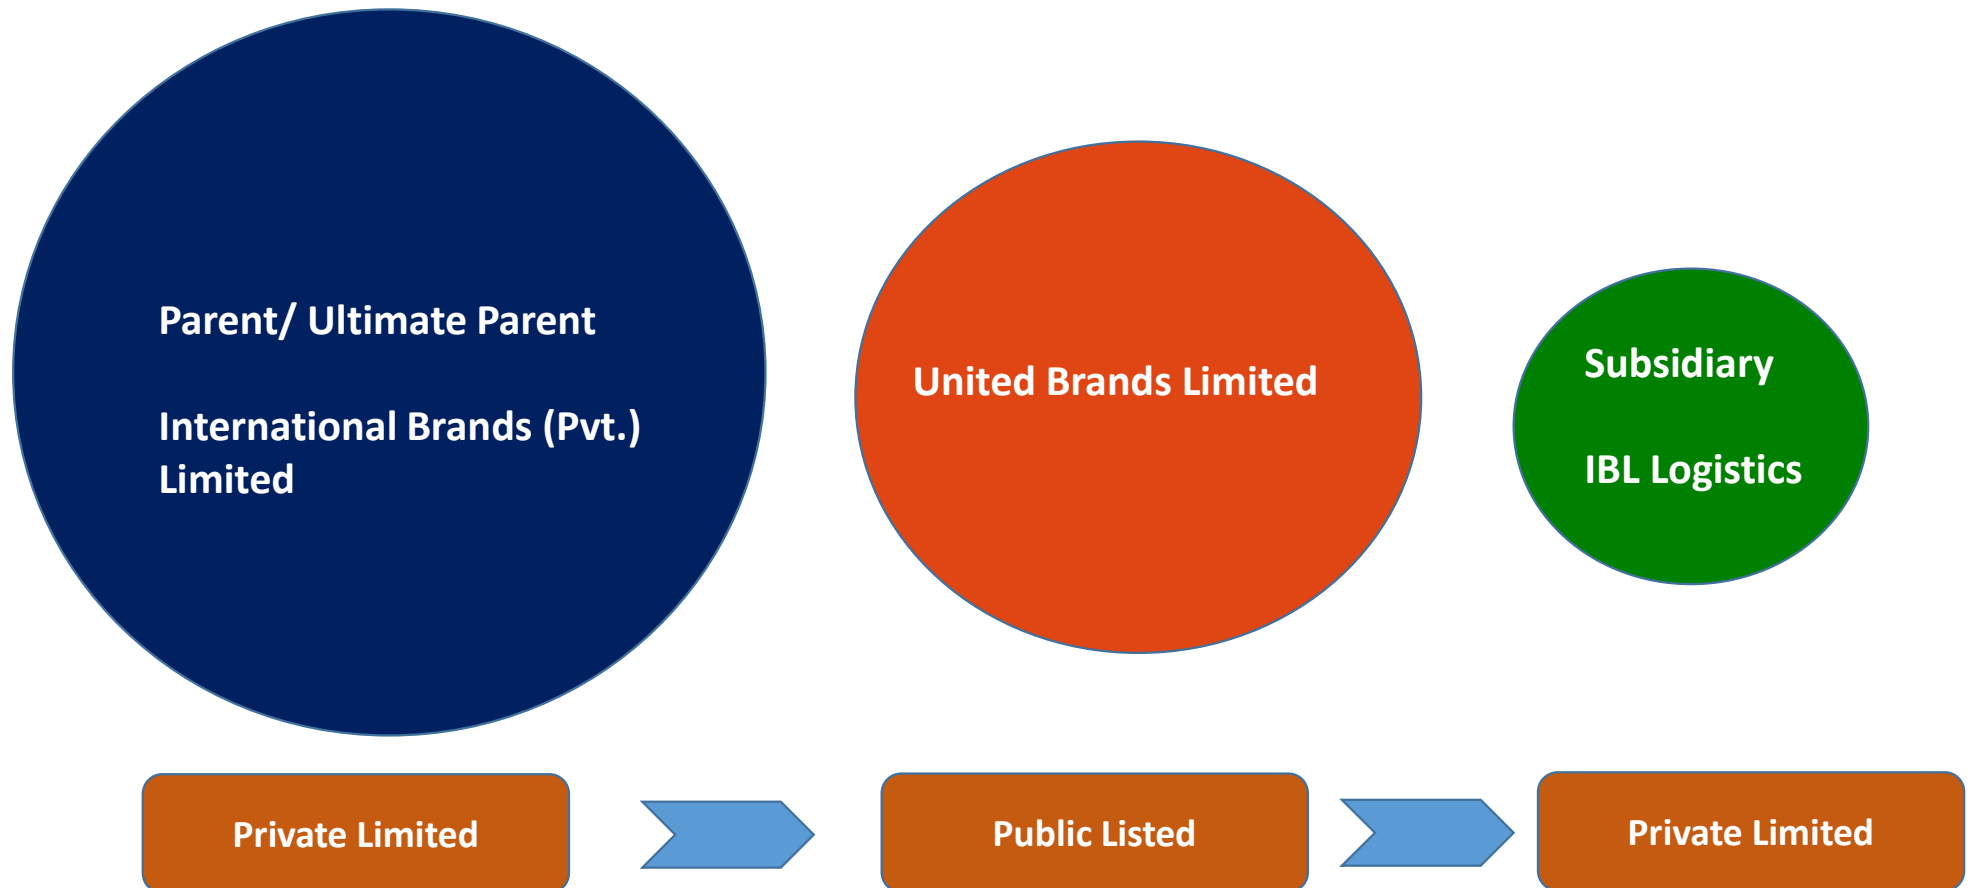 Parent/ Ultimate Parent
International Brands (Pvt.)
Limited
United Brands Limited
Subsidiary
IBL Logistics
Private Limited
Public Listed
Private Limited